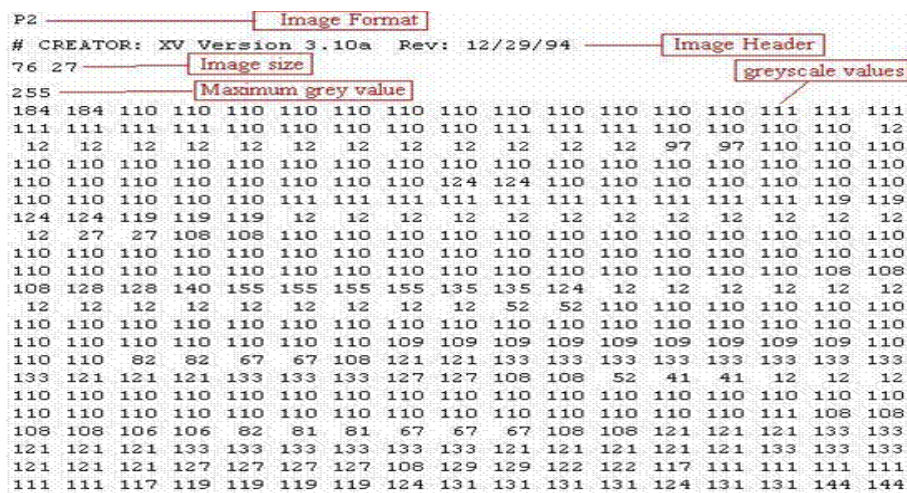 P2 Image Format
# CREATOR: XV Version 3.10a Rev: 12/29/94 Image Header
76 27 Image size
greyscale values
255 Maximum grey value
184 184 110 110 110 110 110 110 110 110 110 110 110 110 111 111 111
111 111 111 111 110 110 110 110 110 111 111 111 110 110 110 110 12
12 12 12 12 12 12 12 12 12 12 12 12 97 97 110 110 110
110 110 110 110 110 110 110 110 110 110 110 110 110 110 110 110 110
110 110 110 110 110 110 110 110 124 124 110 110 110 110 110 110 110
110 110 110 110 110 111 111 111 111 111 111 111 111 111 111 119 119
124 124 119 119 119 12 12 12 12 12 12 12 12 12 12 12 12
12 27 27 108 108 110 110 110 110 110 110 110 110 110 110 110 110
110 110 110 110 110 110 110 110 110 110 110 110 110 110 110 110 110
110 110 110 110 110 110 110 110 110 110 110 110 110 110 110 108 108
108 128 128 140 155 155 155 155 135 135 124 12 12 12 12 12 12
12 12 12 12 12 12 12 12 12 52 52 110 110 110 110 110 110
110 110 110 110 110 110 110 110 110 110 110 110 110 110 110 110 110
110 110 110 110 110 110 110 109 109 109 109 109 109 109 109 109 110
110 110 82 82 67 67 108 121 121 133 133 133 133 133 133 133 133
133 121 121 121 133 133 133 127 127 108 108 52 41 41 12 12 12
110 110 110 110 110 110 110 110 110 110 110 110 110 110 110 110 110
110 110 110 110 110 110 110 110 110 110 110 110 110 110 111 108 108
108 108 106 106 82 81 81 67 67 67 108 108 121 121 121 133 133
121 121 121 133 133 133 133 133 133 121 121 121 121 121 133 133 133
121 121 121 127 127 127 127 108 129 129 122 122 117 111 111 111 111
111 111 117 119 119 119 119 124 131 131 131 131 124 131 131 144 144